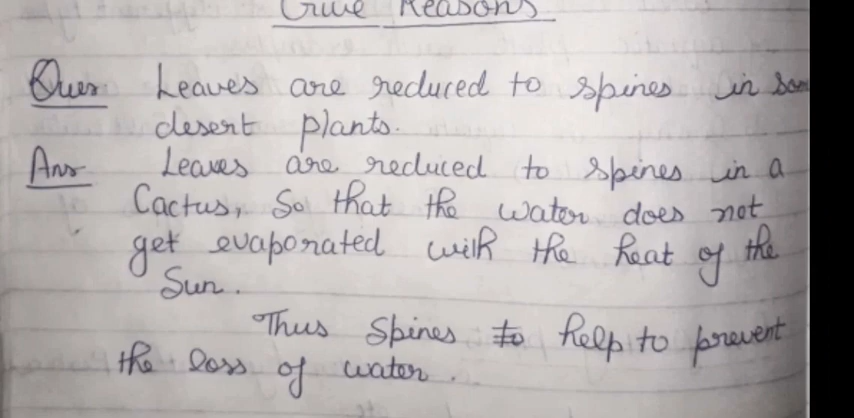 Give Reasons
Ques Leaves are reduced to spines in som
desert plants.
Ans Leaves are reduced to spines in a
Cactus, So that the water does not
get evaporated with the heat of the
Sun.
Thus Spines to help to prevent
the loss of water.